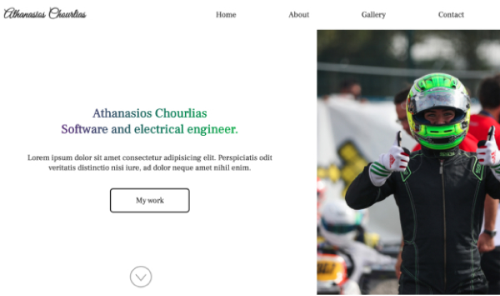 Athanasios Chourlias
Home
About
Gallery
Contact
Athanasios Chourlias
Software and electrical engineer.
Lorem ipsum dolor sit amet consectetur adipisicing elit. Perspiciatis odit
veritatis distinctio nisi iure, ad dolor neque amet nihil enim.
My work